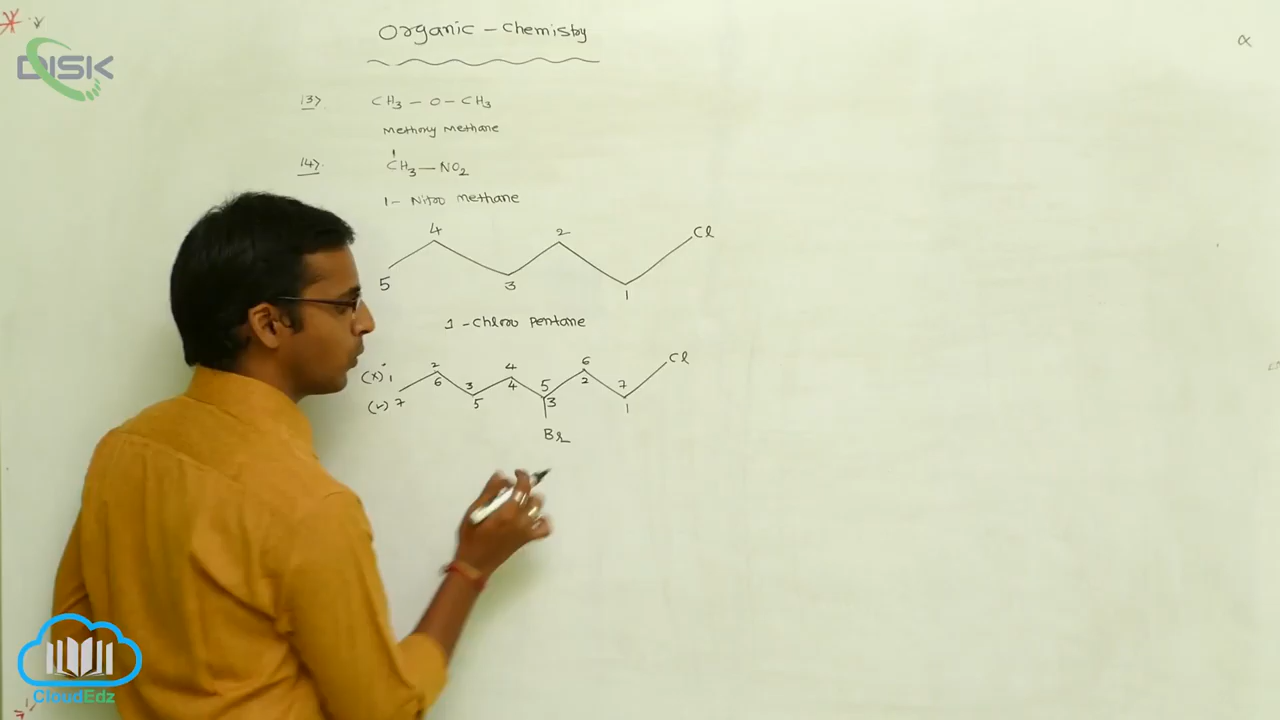 Organic - Chemistry
DISK
α
13> CH3 - O - CH3
Methoxy Methane
14> 1
CH3 - NO2
1- Nitro methane
4 2 Cl
5 3 1
1 - Chloro Pentane
(x) 1 2 3 4 5 6 7 Cl
(v) 7 6 5 4 3 2 1
Br
CloudEdz